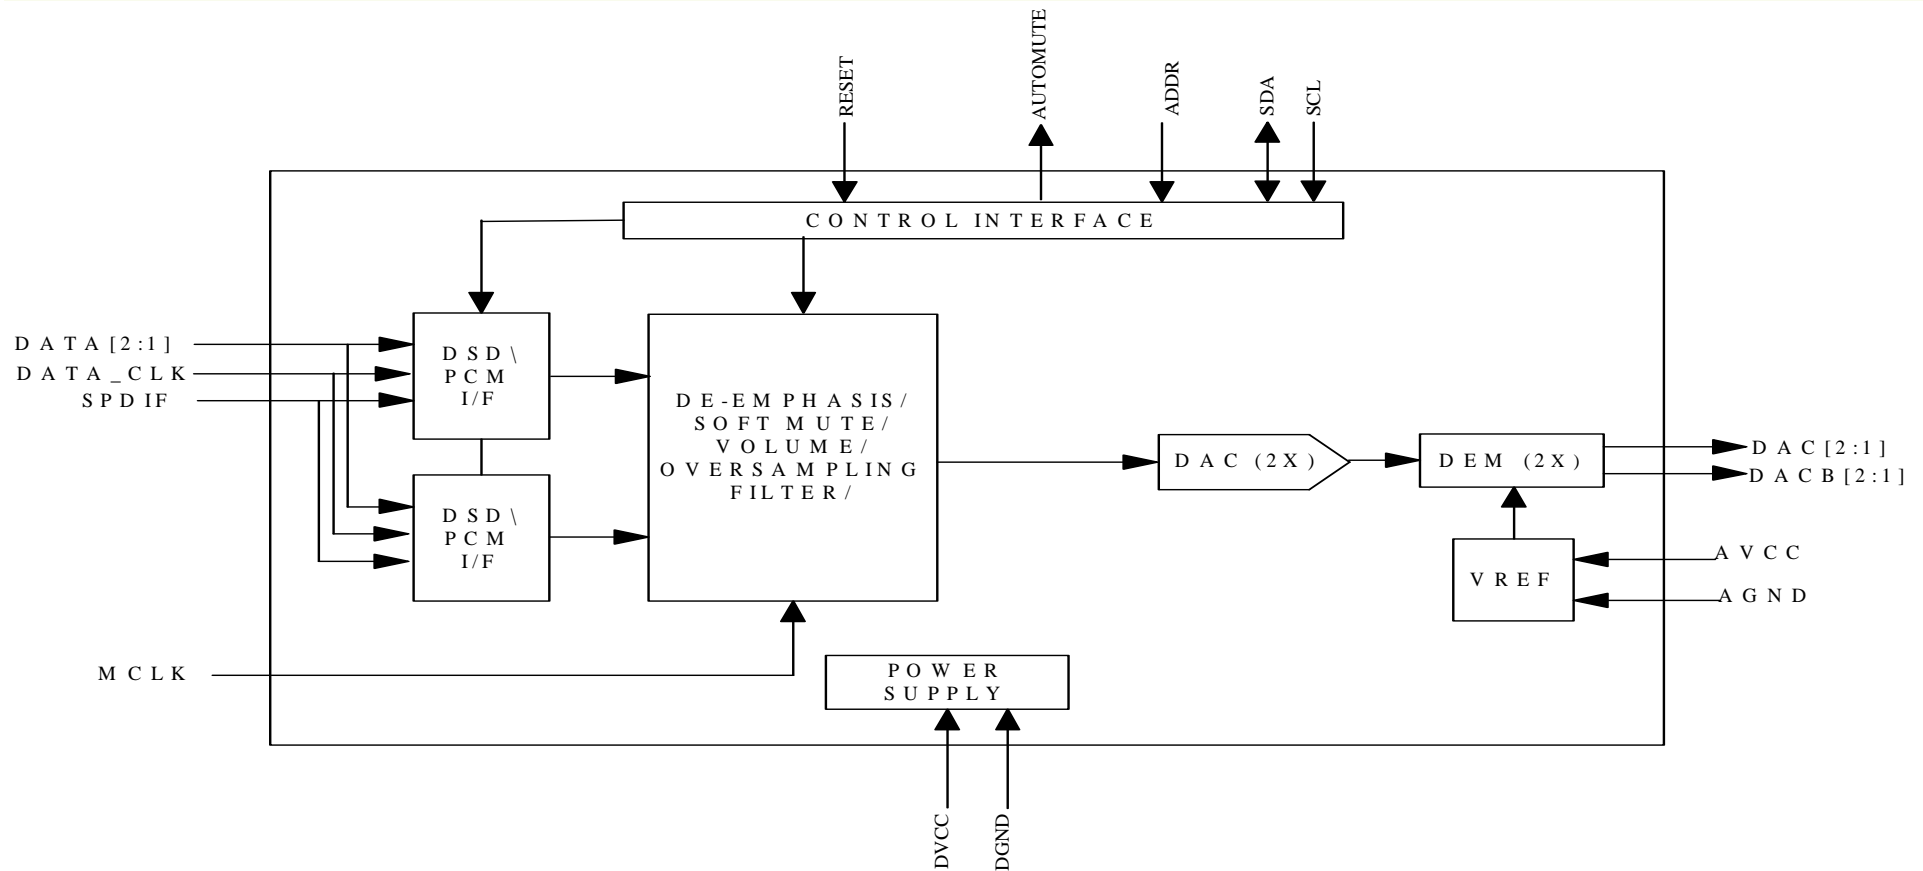 RESET
AUTOMUTE
ADDR
SDA
SCL
CONTROL INTERFACE
DATA[2:1]
DATA_CLK
SPDIF
DSD\
PCM
I/F
DSD\
PCM
I/F
DE-EMPHASIS/
SOFT MUTE/
VOLUME/
OVERSAMPLING
FILTER/
DAC (2X)
DEM (2X)
DAC[2:1]
DACB[2:1]
VREF
AVCC
AGND
MCLK
POWER
SUPPLY
DVCC
DGND